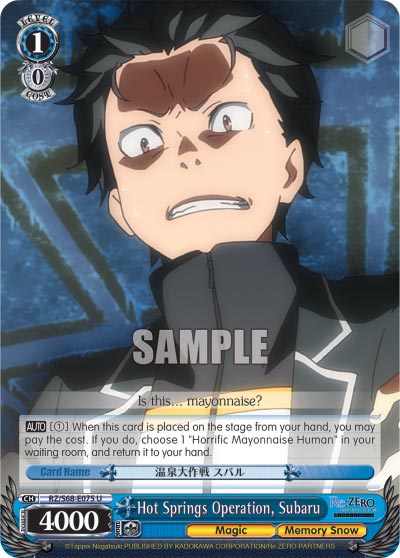 LEVEL
1
0
COST
SAMPLE
Is this... mayonnaise?
AUTO [①] When this card is placed on the stage from your hand, you may
pay the cost. If you do, choose 1 "Horrific Mayonnaise Human" in your
waiting room, and return it to your hand.
Card Name 温泉大作戦 スバル
CH RZ/S68-E075 U
Hot Springs Operation, Subaru
Re:ZERO
POWER 4000
Magic Memory Snow
©Tappei Nagatsuki,PUBLISHED BY KADOKAWA CORPORATION/Re:ZERO PARTNERS